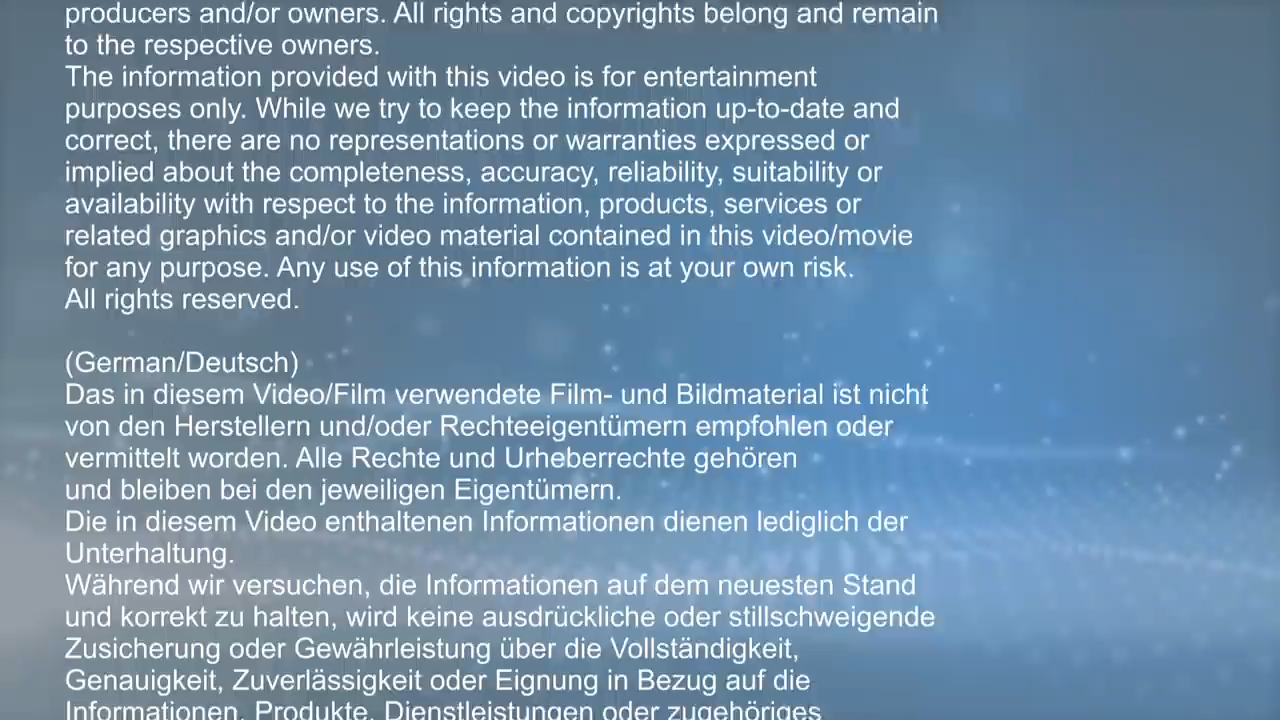 producers and/or owners. All rights and copyrights belong and remain
to the respective owners.
The information provided with this video is for entertainment
purposes only. While we try to keep the information up-to-date and
correct, there are no representations or warranties expressed or
implied about the completeness, accuracy, reliability, suitability or
availability with respect to the information, products, services or
related graphics and/or video material contained in this video/movie
for any purpose. Any use of this information is at your own risk.
All rights reserved.
(German/Deutsch)
Das in diesem Video/Film verwendete Film- und Bildmaterial ist nicht
von den Herstellern und/oder Rechteeigentümern empfohlen oder
vermittelt worden. Alle Rechte und Urheberrechte gehören
und bleiben bei den jeweiligen Eigentümern.
Die in diesem Video enthaltenen Informationen dienen lediglich der
Unterhaltung.
Während wir versuchen, die Informationen auf dem neuesten Stand
und korrekt zu halten, wird keine ausdrückliche oder stillschweigende
Zusicherung oder Gewährleistung über die Vollständigkeit,
Genauigkeit, Zuverlässigkeit oder Eignung in Bezug auf die
Informationen, Produkte, Dienstleistungen oder zugehöriges